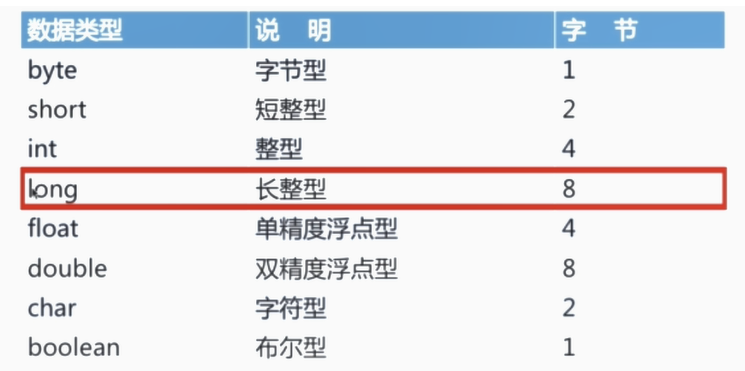 数据类型 说 明 字 节
byte 字节型 1
short 短整型 2
int 整型 4
long 长整型 8
float 单精度浮点型 4
double 双精度浮点型 8
char 字符型 2
boolean 布尔型 1